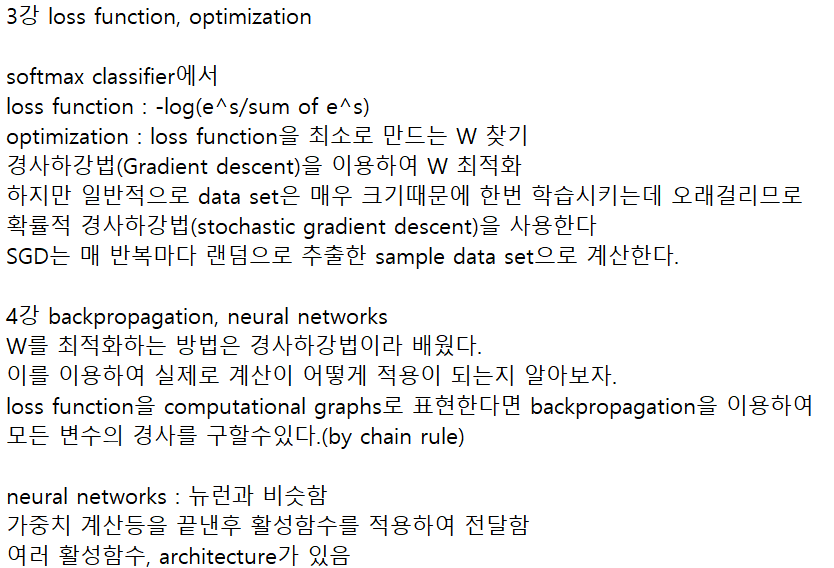 3강 loss function, optimization
softmax classifier에서
loss function : -log(e^s/sum of e^s)
optimization : loss function을 최소로 만드는 W 찾기
경사하강법(Gradient descent)을 이용하여 W 최적화
하지만 일반적으로 data set은 매우 크기때문에 한번 학습시키는데 오래걸리므로
확률적 경사하강법(stochastic gradient descent)을 사용한다
SGD는 매 반복마다 랜덤으로 추출한 sample data set으로 계산한다.
4강 backpropagation, neural networks
W를 최적화하는 방법은 경사하강법이라 배웠다.
이를 이용하여 실제로 계산이 어떻게 적용이 되는지 알아보자.
loss function을 computational graphs로 표현한다면 backpropagation을 이용하여
모든 변수의 경사를 구할수있다.(by chain rule)
neural networks : 뉴런과 비슷함
가중치 계산등을 끝낸후 활성함수를 적용하여 전달함
여러 활성함수, architecture가 있음